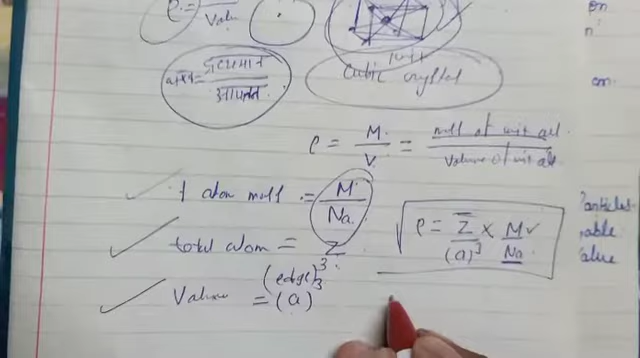 ρ =
Value
घनत्व = द्रव्यमान / आयतन
Cubic crystal
ρ = M / V = mass of unit cell / Volume of unit cell
1 atom mass = M / Na
total atom = Z
ρ = Z / (a)³ × M / Na
(edge)³
Volume = (a)³